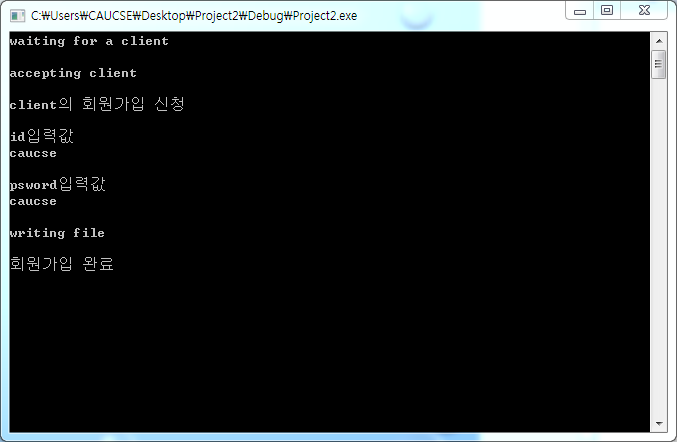 C:₩Users₩CAUCSE₩Desktop₩Project2₩Debug₩Project2.exe
waiting for a client
accepting client
client의 회원가입 신청
id입력값
caucse
psword입력값
caucse
writing file
회원가입 완료